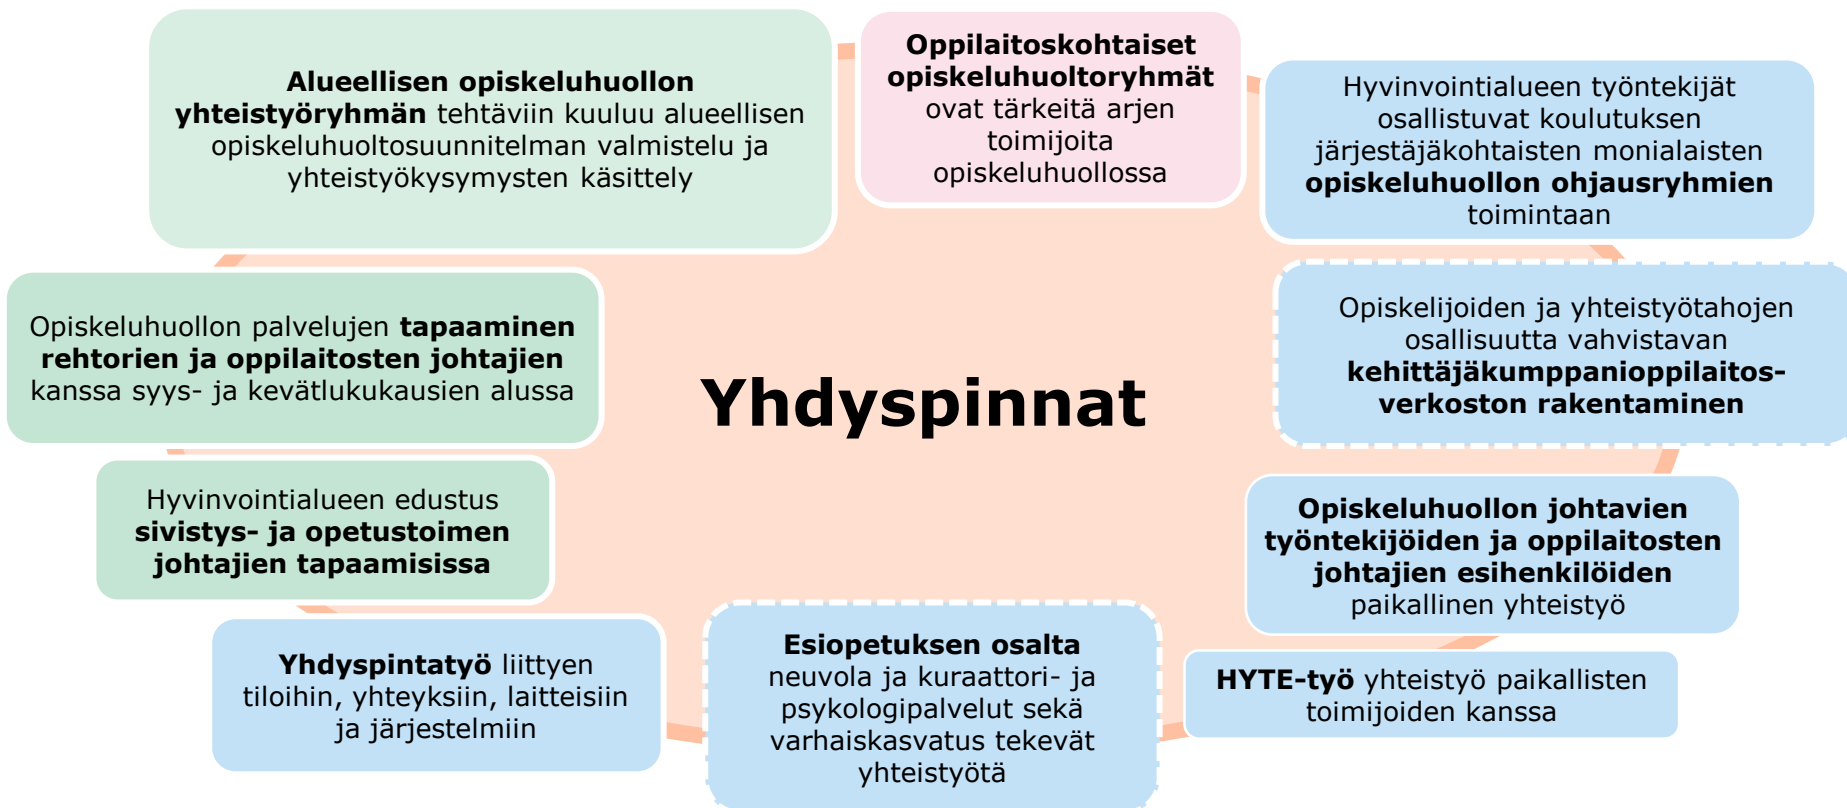 Alueellisen opiskeluhuollon
yhteistyöryhmän tehtäviin kuuluu alueellisen
opiskeluhuoltosuunnitelman valmistelu ja
yhteistyökysymysten käsittely
Oppilaitoskohtaiset
opiskeluhuoltoryhmät
ovat tärkeitä arjen
toimijoita
opiskeluhuollossa
Hyvinvointialueen työntekijät
osallistuvat koulutuksen
järjestäjäkohtaisten monialaisten
opiskeluhuollon ohjausryhmien
toimintaan
Opiskeluhuollon palvelujen tapaaminen
rehtorien ja oppilaitosten johtajien
kanssa syys- ja kevätlukukausien alussa
Yhdyspinnat
Opiskelijoiden ja yhteistyötahojen
osallisuutta vahvistavan
kehittäjäkumppanioppilaitos-
verkoston rakentaminen
Hyvinvointialueen edustus
sivistys- ja opetustoimen
johtajien tapaamisissa
Opiskeluhuollon johtavien
työntekijöiden ja oppilaitosten
johtajien esihenkilöiden
paikallinen yhteistyö
Yhdyspintatyö liittyen
tiloihin, yhteyksiin, laitteisiin
ja järjestelmiin
Esiopetuksen osalta
neuvola ja kuraattori- ja
psykologipalvelut sekä
varhaiskasvatus tekevät
yhteistyötä
HYTE-työ yhteistyö paikallisten
toimijoiden kanssa